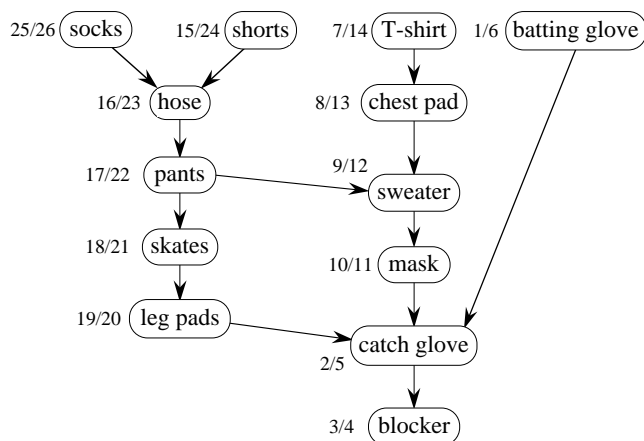 25/26 socks 15/24 shorts 7/14 T-shirt 1/6 batting glove
16/23 hose 8/13 chest pad
9/12
17/22 pants sweater
18/21 skates 10/11 mask
19/20 leg pads
catch glove
2/5
3/4 blocker